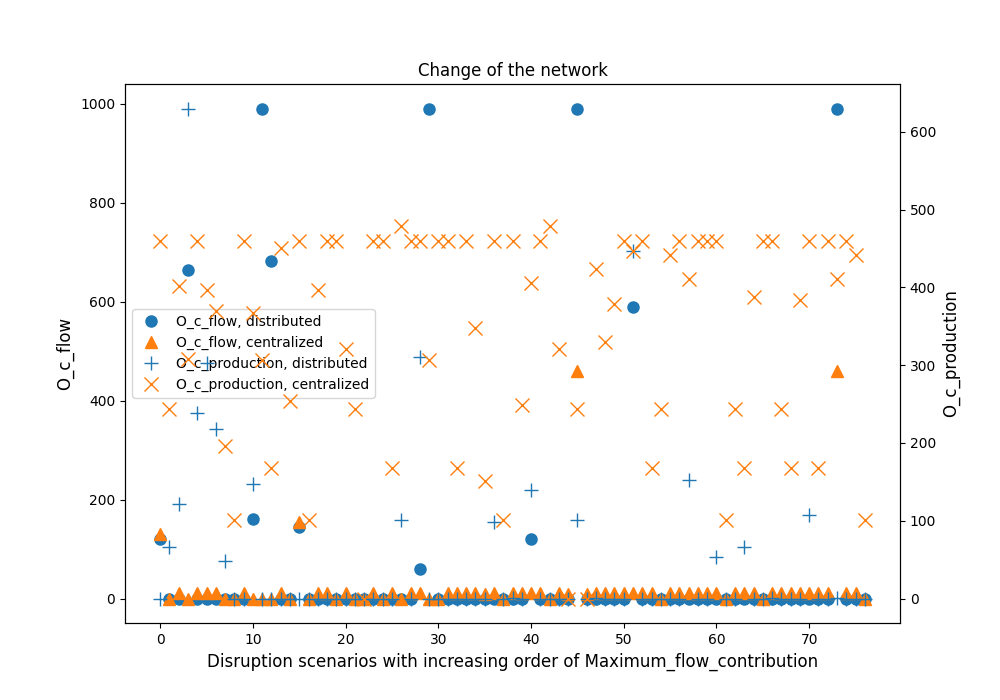 Change of the network
1000
800
600
400
200
0
O_c_flow
600
500
400
300
200
100
0
O_c_production
O_c_flow, distributed
O_c_flow, centralized
O_c_production, distributed
O_c_production, centralized
0 10 20 30 40 50 60 70
Disruption scenarios with increasing order of Maximum_flow_contribution